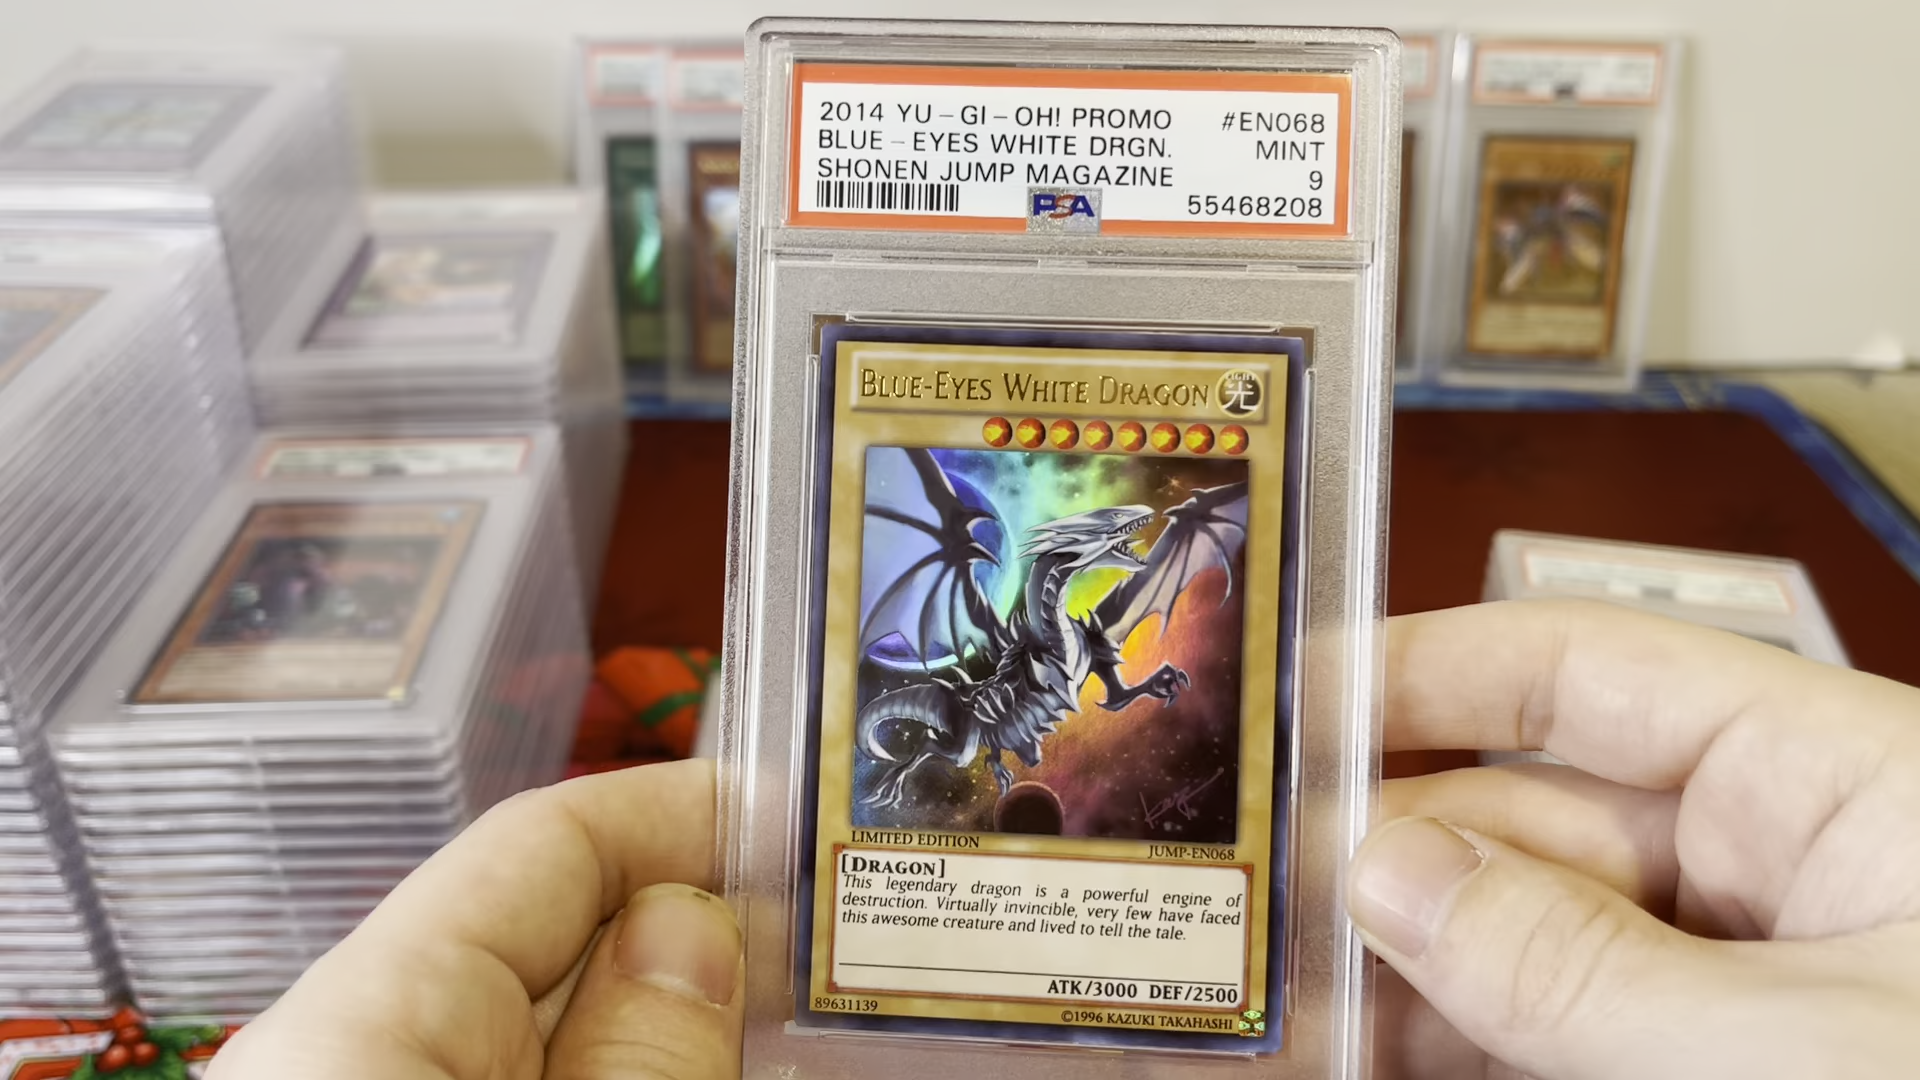 2014 YU-GI-OH! PROMO #EN068
BLUE-EYES WHITE DRGN. MINT
SHONEN JUMP MAGAZINE 9
PSA 55468208
BLUE-EYES WHITE DRAGON
LIGHT
光
LIMITED EDITION JUMP-EN068
[DRAGON]
This legendary dragon is a powerful engine of
destruction. Virtually invincible, very few have faced
this awesome creature and lived to tell the tale.
ATK/3000 DEF/2500
89631139 ©1996 KAZUKI TAKAHASHI